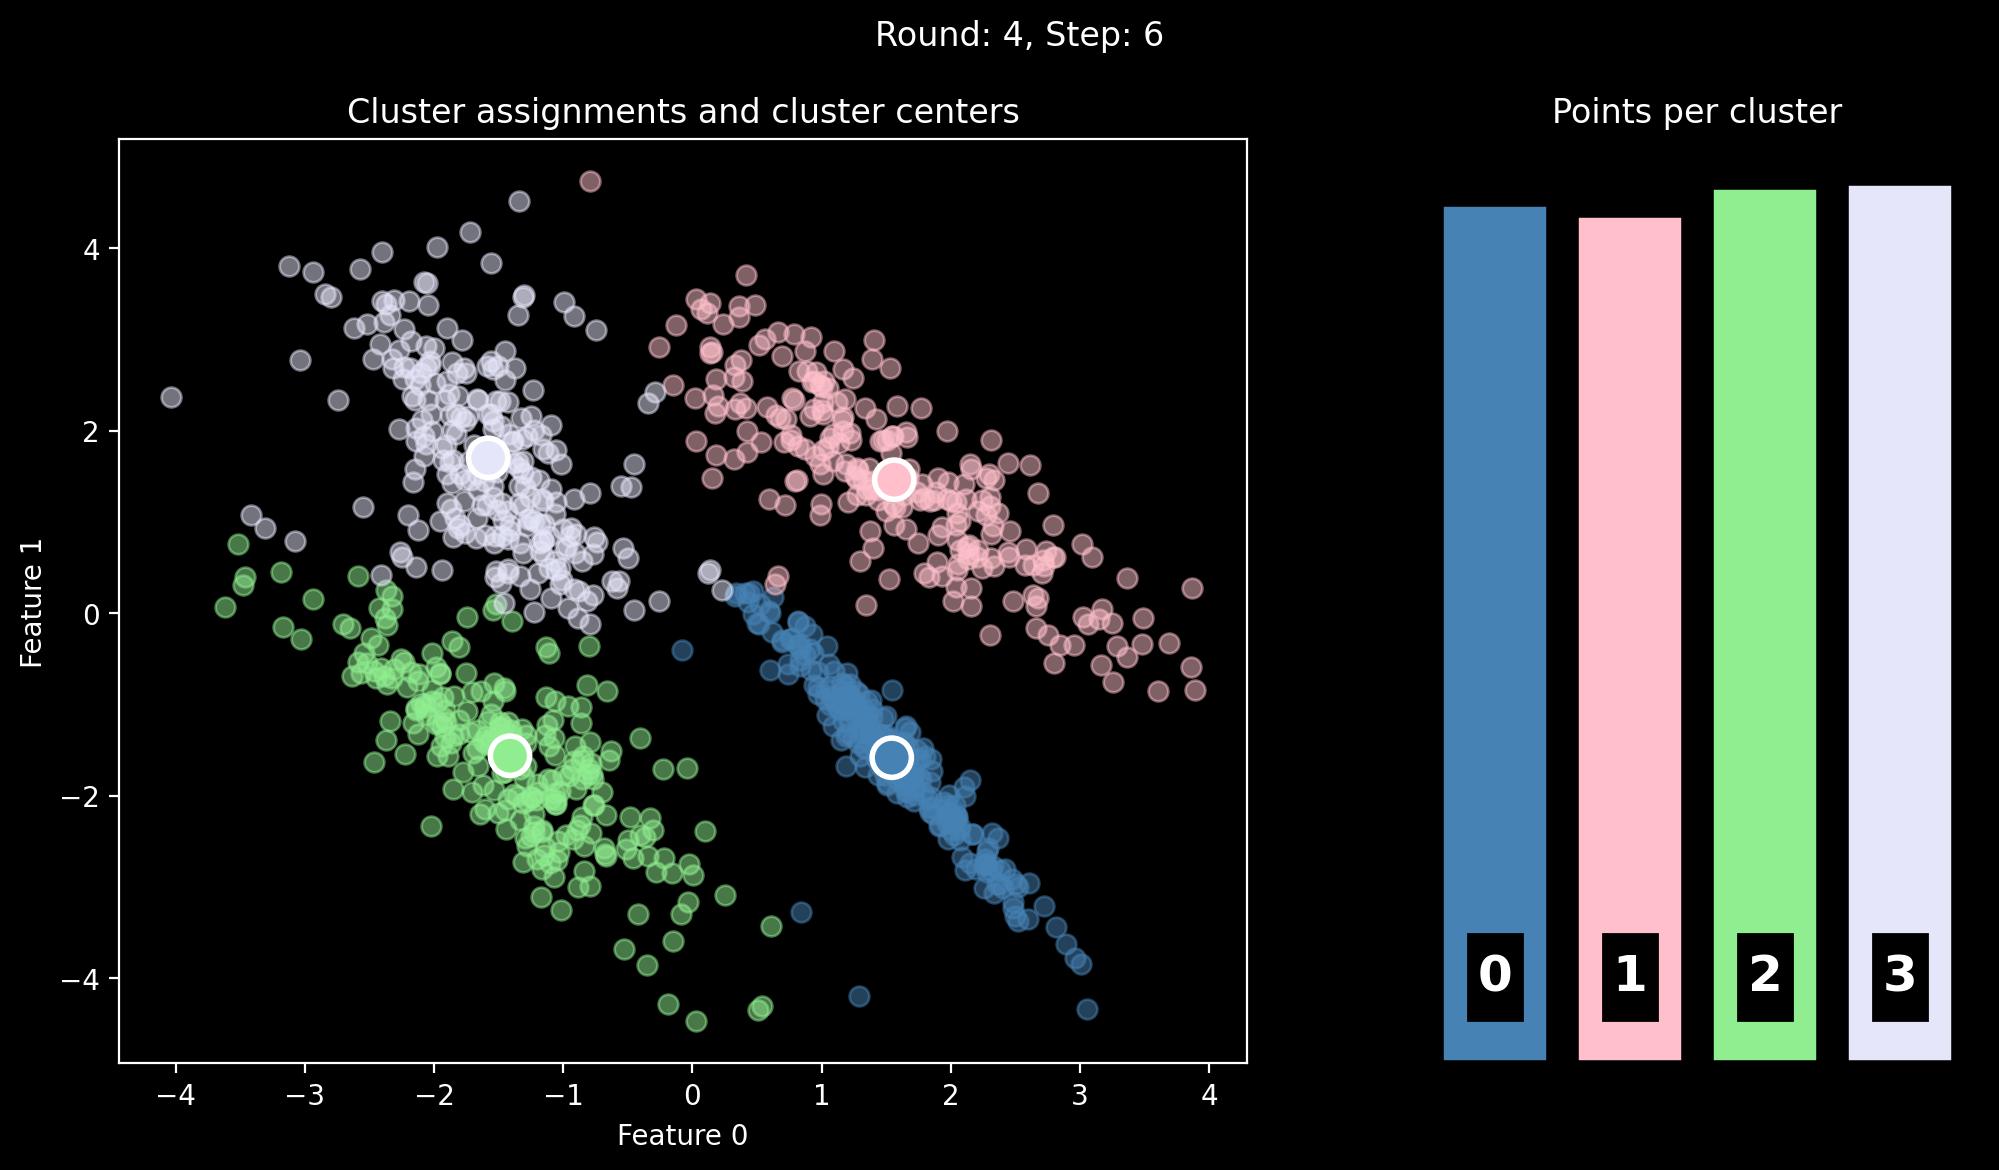 Round: 4, Step: 6
Cluster assignments and cluster centers
Points per cluster
4
2
0
−2
−4
Feature 1
−4 −3 −2 −1 0 1 2 3 4
Feature 0
0 1 2 3